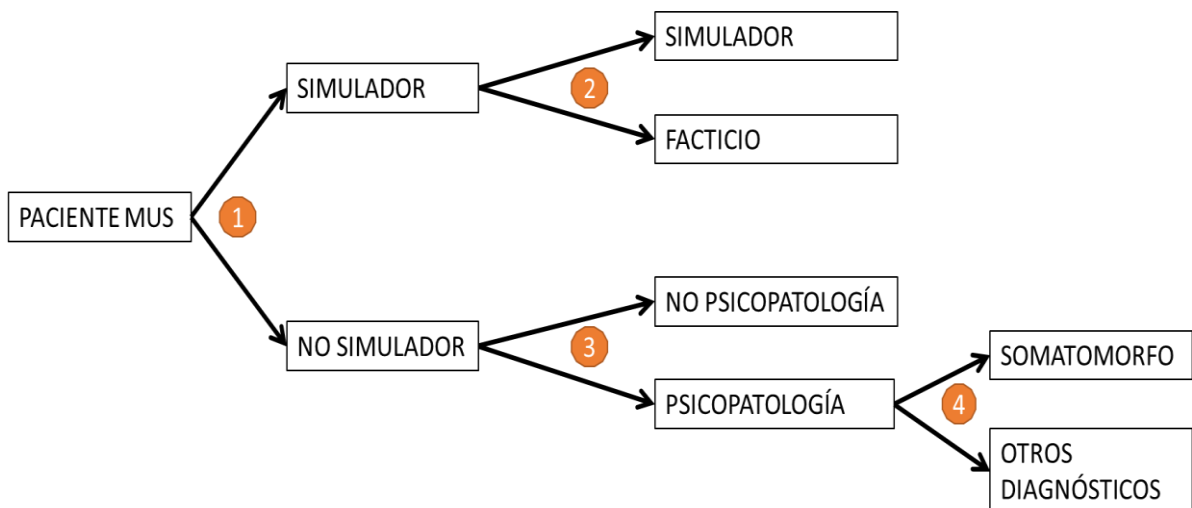 PACIENTE MUS
1
SIMULADOR
NO SIMULADOR
2
SIMULADOR
FACTICIO
3
NO PSICOPATOLOGÍA
PSICOPATOLOGÍA
4
SOMATOMORFO
OTROS
DIAGNÓSTICOS